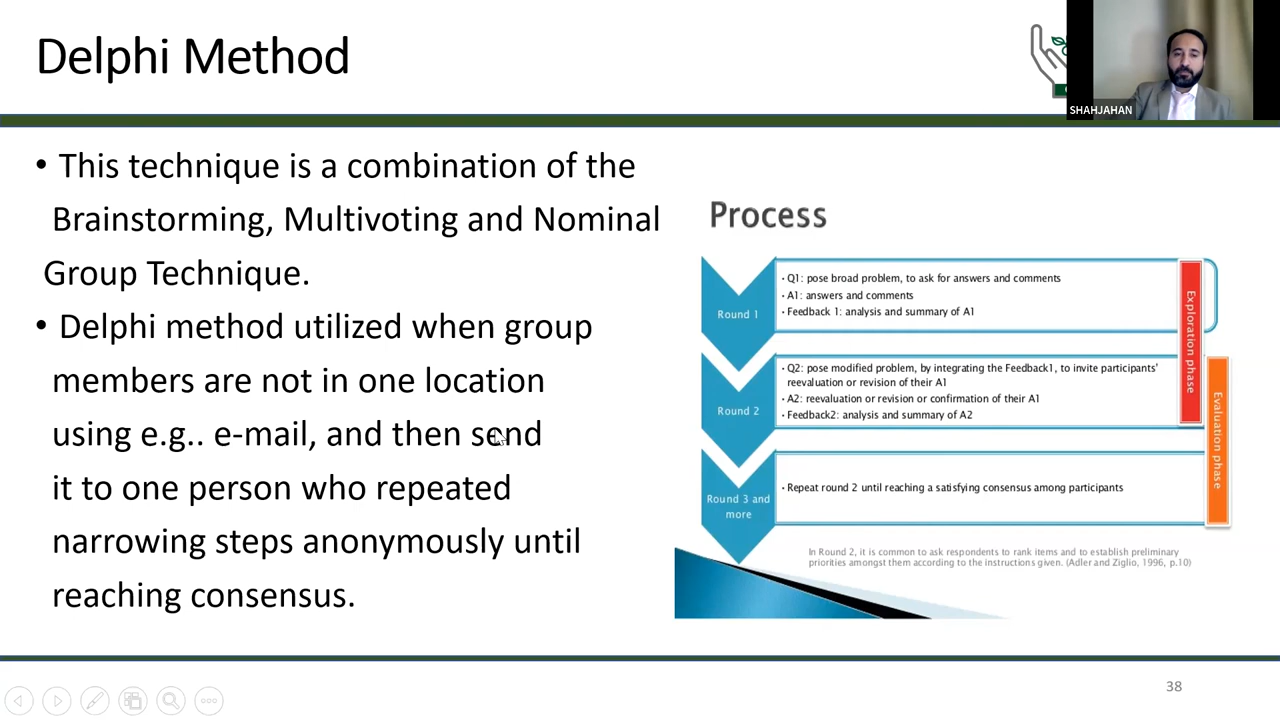 Delphi Method
SHAHJAHAN
• This technique is a combination of the
Brainstorming, Multivoting and Nominal
Group Technique.
• Delphi method utilized when group
members are not in one location
using e.g.. e-mail, and then send
it to one person who repeated
narrowing steps anonymously until
reaching consensus.
Process
Round 1
• Q1: pose broad problem, to ask for answers and comments
• A1: answers and comments
• Feedback 1: analysis and summary of A1
Round 2
• Q2: pose modified problem, by integrating the Feedback1, to invite participants'
reevaluation or revision of their A1
• A2: reevaluation or revision or confirmation of their A1
• Feedback2: analysis and summary of A2
Round 3 and
more
• Repeat round 2 until reaching a satisfying consensus among participants
Exploration phase
Evaluation phase
In Round 2, it is common to ask respondents to rank items and to establish preliminary
priorities amongst them according to the instructions given. (Adler and Ziglio, 1996, p.10)
38